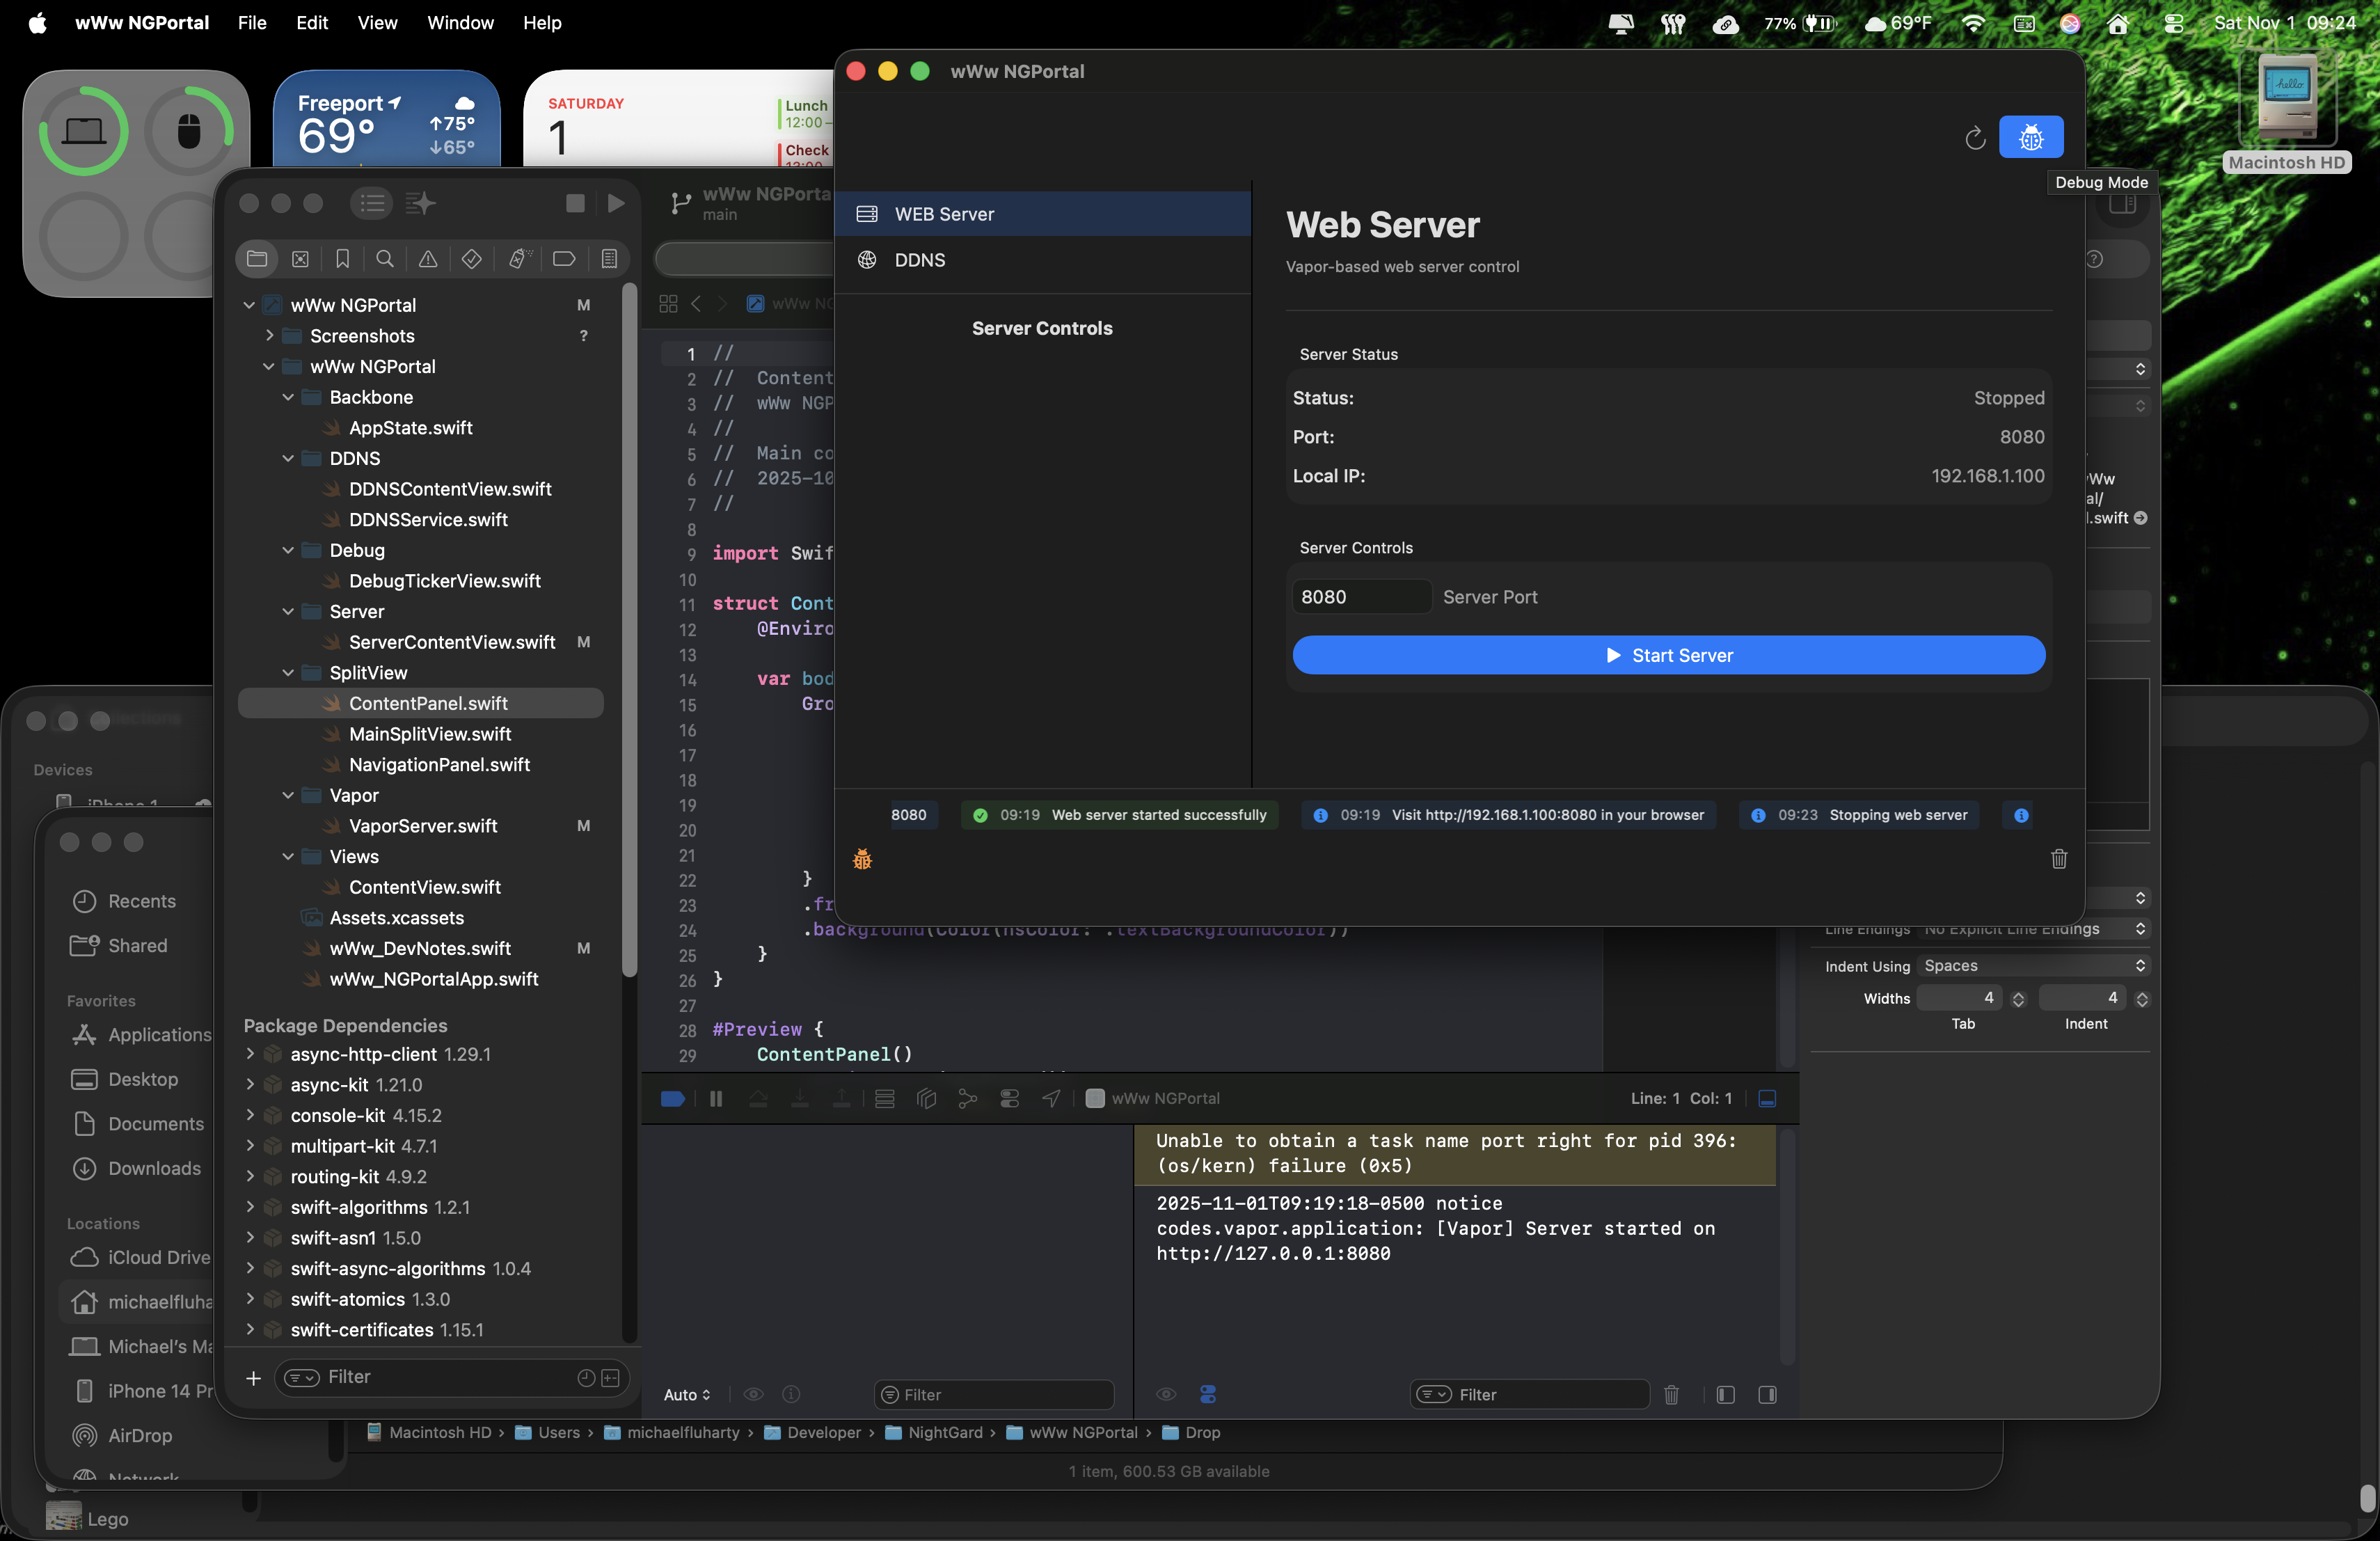 wWw NGPortal File Edit View Window Help
77% 69°F Sat Nov 1 09:24
Freeport
69°
↑75°
↓65°
SATURDAY
1
Lunch
12:00 –
Check
hello
Macintosh HD
wWw NGPortal
Debug Mode
WEB Server
DDNS
Server Controls
Web Server
Vapor-based web server control
Server Status
Status: Stopped
Port: 8080
Local IP: 192.168.1.100
Server Controls
8080 Server Port
Start Server
8080
09:19 Web server started successfully
09:19 Visit http://192.168.1.100:8080 in your browser
09:23 Stopping web server
wWw NGPorta
main
wWw NGPortal M
Screenshots ?
wWw NGPortal
Backbone
AppState.swift
DDNS
DDNSContentView.swift
DDNSService.swift
Debug
DebugTickerView.swift
Server
ServerContentView.swift M
SplitView
ContentPanel.swift
MainSplitView.swift
NavigationPanel.swift
Vapor
VaporServer.swift M
Views
ContentView.swift
Assets.xcassets
wWw_DevNotes.swift M
wWw_NGPortalApp.swift
Package Dependencies
async-http-client 1.29.1
async-kit 1.21.0
console-kit 4.15.2
multipart-kit 4.7.1
routing-kit 4.9.2
swift-algorithms 1.2.1
swift-asn1 1.5.0
swift-async-algorithms 1.0.4
swift-atomics 1.3.0
swift-certificates 1.15.1
Filter
wWw NG
1 //
2 // Content
3 // wWw NGP
4 //
5 // Main co
6 // 2025-10
7 //
8
9 import Swif
10
11 struct Cont
12 @Enviro
13
14 var bod
15 Gro
16
17
18
19
20
21
22 }
23 .fr
24 .background(Color(nsColor: .textBackgroundColor))
25 }
26 }
27
28 #Preview {
29 ContentPanel()
wWw NGPortal
Line: 1 Col: 1
Unable to obtain a task name port right for pid 396:
(os/kern) failure (0x5)
2025-11-01T09:19:18-0500 notice
codes.vapor.application: [Vapor] Server started on
http://127.0.0.1:8080
Auto
Filter
Filter
al/
l.swift
Line Endings No Explicit Line Endings
Indent Using Spaces
Widths 4 4
Tab Indent
Devices
iPhone 1
Recents
Shared
Favorites
Applications
Desktop
Documents
Downloads
Locations
iCloud Drive
michaelfluha
Michael's Ma
iPhone 14 Pr
AirDrop
Network
Lego
Macintosh HD › Users › michaelfluharty › Developer › NightGard › wWw NGPortal › Drop
1 item, 600.53 GB available